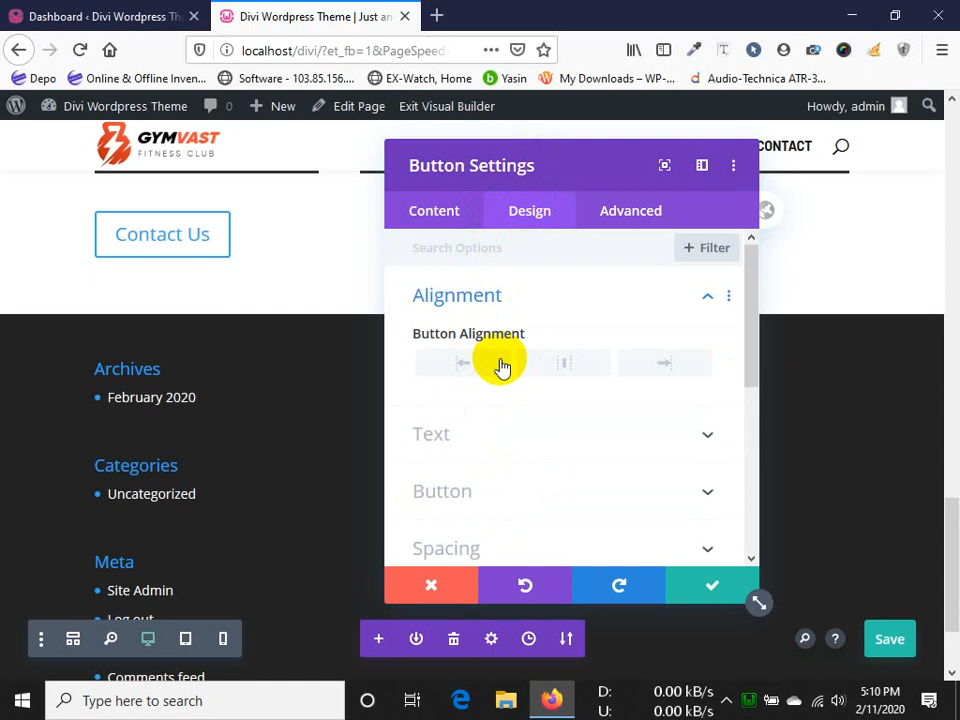 Dashboard ‹ Divi Wordpress Th
Divi Wordpress Theme | Just an
localhost/divi/?et_fb=1&PageSpeed
Depo
Online & Offline Inven...
Software - 103.85.156....
EX-Watch, Home
Yasin
My Downloads – WP-...
Audio-Technica ATR-3...
Divi Wordpress Theme
0
New
Edit Page
Exit Visual Builder
Howdy, admin
GYMVAST
FITNESS CLUB
CONTACT
Button Settings
Content
Design
Advanced
Contact Us
Search Options
+ Filter
Alignment
Button Alignment
Archives
February 2020
Text
Categories
Uncategorized
Button
Spacing
Meta
Site Admin
Log out
Save
Comments feed
Type here to search
D: 0.00 kB/s
U: 0.00 kB/s
5:10 PM
2/11/2020